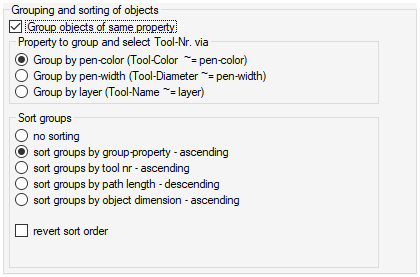 Grouping and sorting of objects
Group objects of same property
Property to group and select Tool-Nr. via
Group by pen-color (Tool-Color ~= pen-color)
Group by pen-width (Tool-Diameter ~= pen-width)
Group by layer (Tool-Name ~= layer)
Sort groups
no sorting
sort groups by group-property - ascending
sort groups by tool nr - ascending
sort groups by path length - descending
sort groups by object dimension - ascending
revert sort order